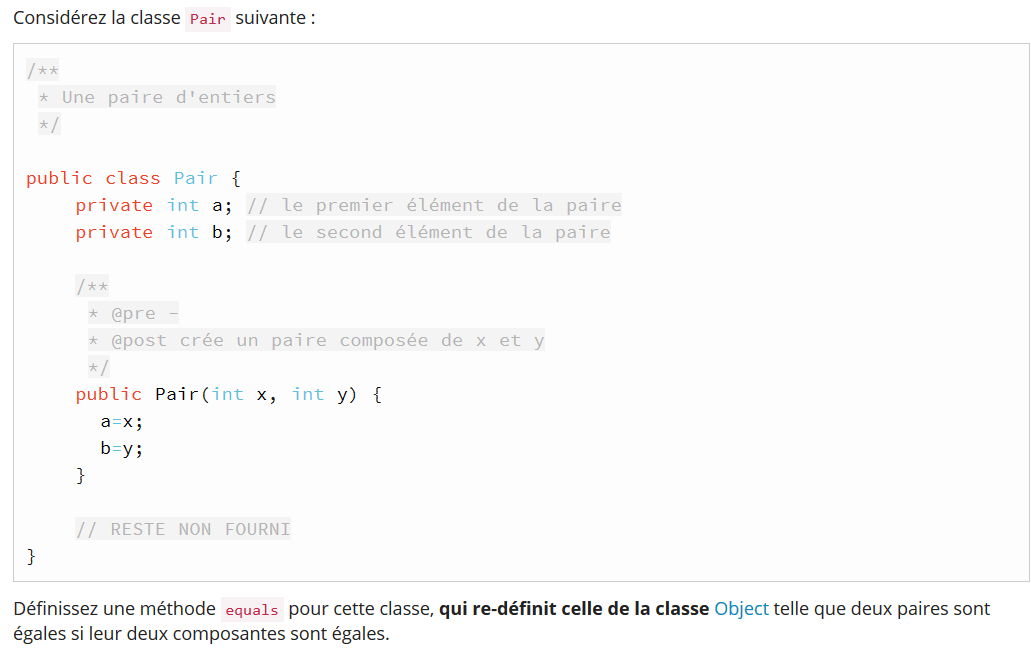 Considérez la classe Pair suivante :
/**
* Une paire d'entiers
*/
public class Pair {
private int a; // le premier élément de la paire
private int b; // le second élément de la paire
/**
* @pre -
* @post crée un paire composée de x et y
*/
public Pair(int x, int y) {
a=x;
b=y;
}
// RESTE NON FOURNI
}
Définissez une méthode equals pour cette classe, qui re-définit celle de la classe Object telle que deux paires sont
égales si leur deux composantes sont égales.